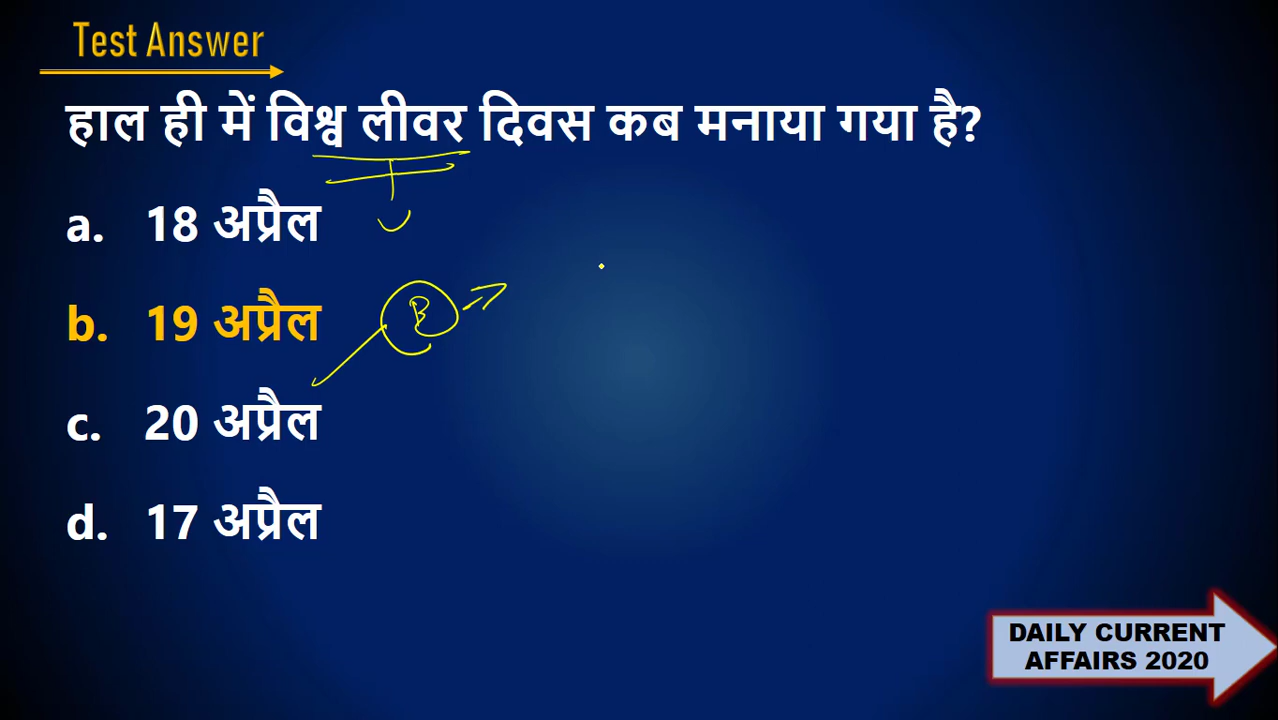 Test Answer
हाल ही में विश्व लीवर दिवस कब मनाया गया है?
a. 18 अप्रैल
b. 19 अप्रैल
B
c. 20 अप्रैल
d. 17 अप्रैल
DAILY CURRENT
AFFAIRS 2020